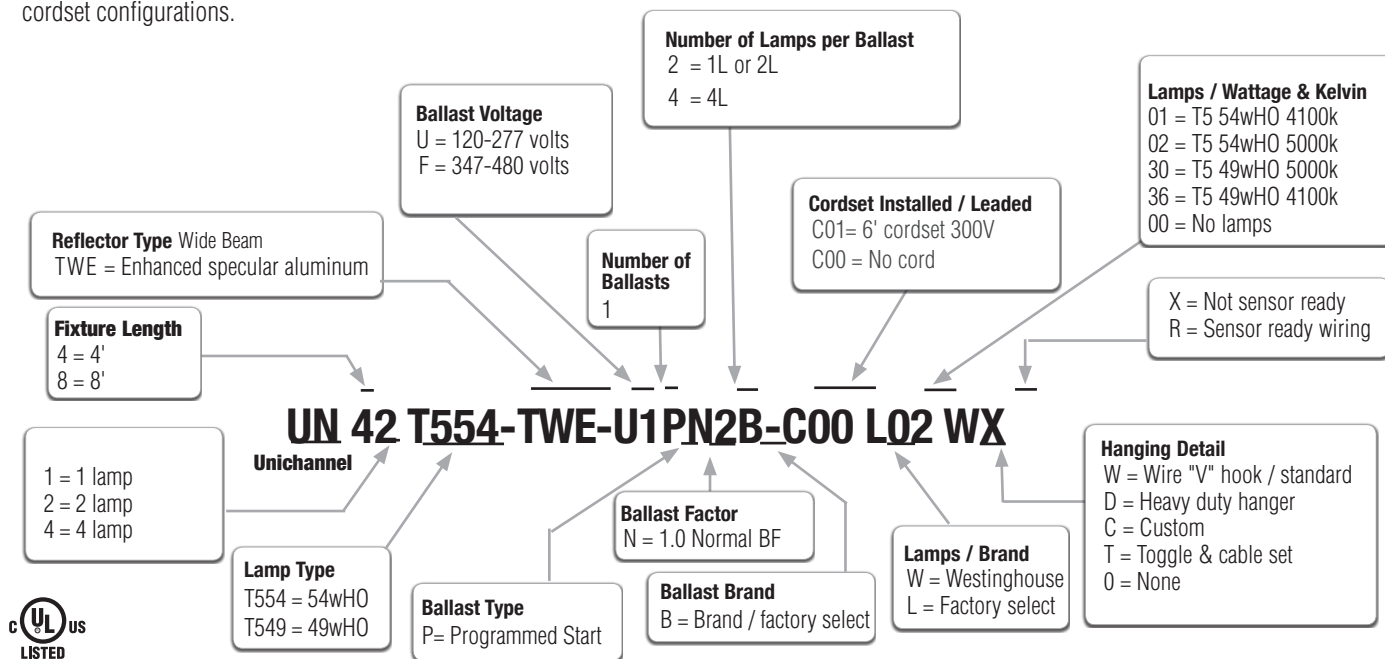 cordset configurations.
Number of Lamps per Ballast
2 = 1L or 2L
4 = 4L
Ballast Voltage
U = 120-277 volts
F = 347-480 volts
Lamps / Wattage & Kelvin
01 = T5 54wHO 4100k
02 = T5 54wHO 5000k
30 = T5 49wHO 5000k
36 = T5 49wHO 4100k
00 = No lamps
Cordset Installed / Leaded
C01= 6' cordset 300V
C00 = No cord
Reflector Type Wide Beam
TWE = Enhanced specular aluminum
Number of
Ballasts
1
X = Not sensor ready
R = Sensor ready wiring
Fixture Length
4 = 4'
8 = 8'
UN 42 T554-TWE-U1PN2B-C00 L02 WX
Unichannel
1 = 1 lamp
2 = 2 lamp
4 = 4 lamp
Hanging Detail
W = Wire "V" hook / standard
D = Heavy duty hanger
C = Custom
T = Toggle & cable set
0 = None
Ballast Factor
N = 1.0 Normal BF
Lamps / Brand
W = Westinghouse
L = Factory select
Lamp Type
T554 = 54wHO
T549 = 49wHO
Ballast Type
P= Programmed Start
Ballast Brand
B = Brand / factory select
C UL US
LISTED